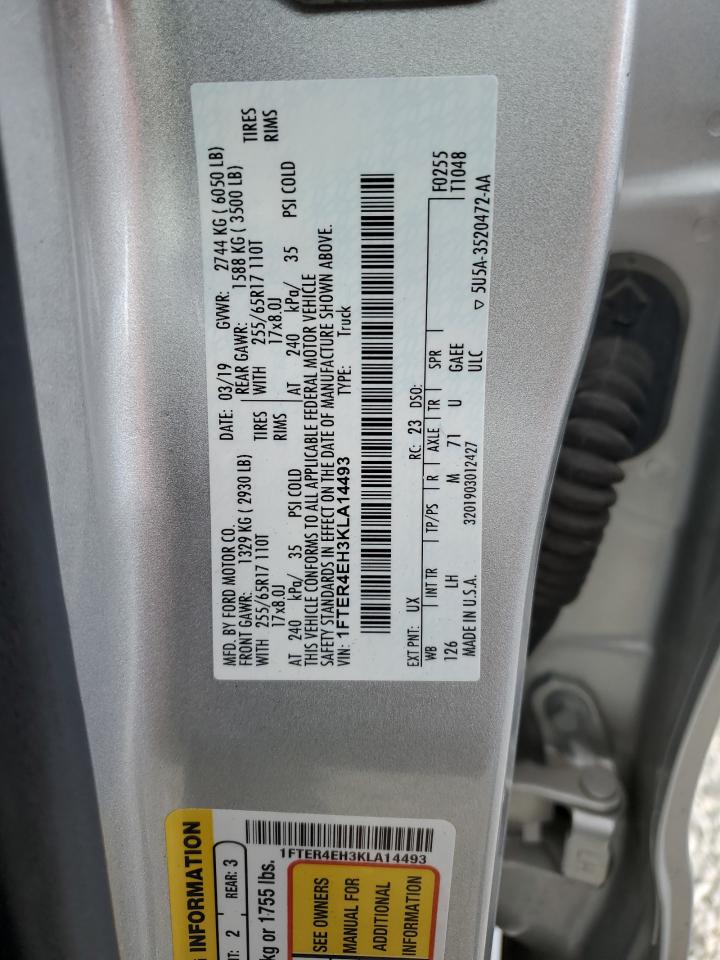 MFD. BY FORD MOTOR CO.
DATE: 03/19 GVWR: 2744 KG ( 6050 LB)
FRONT GAWR: 1329 KG ( 2930 LB)
REAR GAWR: 1588 KG ( 3500 LB)
WITH 255/65R17 110T TIRES
WITH 255/65R17 110T TIRES
17x8.0J RIMS
17x8.0J RIMS
AT 240 kPa/ 35 PSI COLD
AT 240 kPa/ 35 PSI COLD
THIS VEHICLE CONFORMS TO ALL APPLICABLE FEDERAL MOTOR VEHICLE
SAFETY STANDARDS IN EFFECT ON THE DATE OF MANUFACTURE SHOWN ABOVE.
VIN: 1FTER4EH3KLA14493 TYPE: Truck
F0255
T1048
EXT PNT: UX RC: 23 DSO:
WB INT TR TP/PS R AXLE TR SPR
126 LH M 71 U GAEE
ULC
MADE IN U.S.A. 3201903012427
▽ 5U5A-3520472-AA
INFORMATION
2 REAR: 3
kg or 1755 lbs.
1FTER4EH3KLA14493
SEE OWNERS
MANUAL FOR
ADDITIONAL
INFORMATION